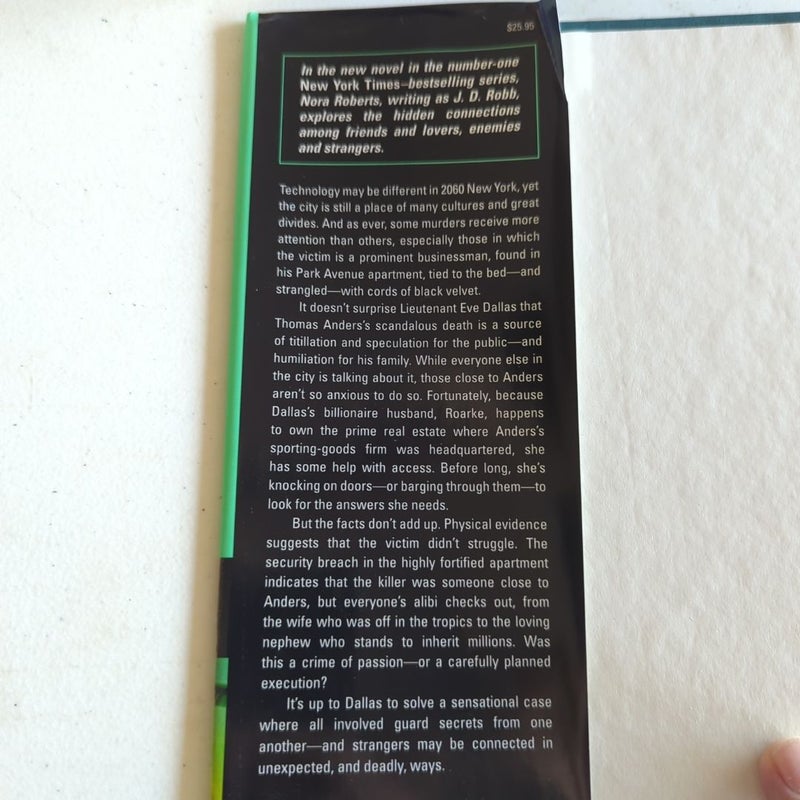 $25.95
In the new novel in the number-one
New York Times–bestselling series,
Nora Roberts, writing as J. D. Robb,
explores the hidden connections
among friends and lovers, enemies
and strangers.
Technology may be different in 2060 New York, yet
the city is still a place of many cultures and great
divides. And as ever, some murders receive more
attention than others, especially those in which
the victim is a prominent businessman, found in
his Park Avenue apartment, tied to the bed—and
strangled—with cords of black velvet.
It doesn't surprise Lieutenant Eve Dallas that
Thomas Anders's scandalous death is a source
of titillation and speculation for the public—and
humiliation for his family. While everyone else in
the city is talking about it, those close to Anders
aren't so anxious to do so. Fortunately, because
Dallas's billionaire husband, Roarke, happens
to own the prime real estate where Anders's
sporting-goods firm was headquartered, she
has some help with access. Before long, she's
knocking on doors—or barging through them—to
look for the answers she needs.
But the facts don't add up. Physical evidence
suggests that the victim didn't struggle. The
security breach in the highly fortified apartment
indicates that the killer was someone close to
Anders, but everyone's alibi checks out, from
the wife who was off in the tropics to the loving
nephew who stands to inherit millions. Was
this a crime of passion—or a carefully planned
execution?
It's up to Dallas to solve a sensational case
where all involved guard secrets from one
another—and strangers may be connected in
unexpected, and deadly, ways.